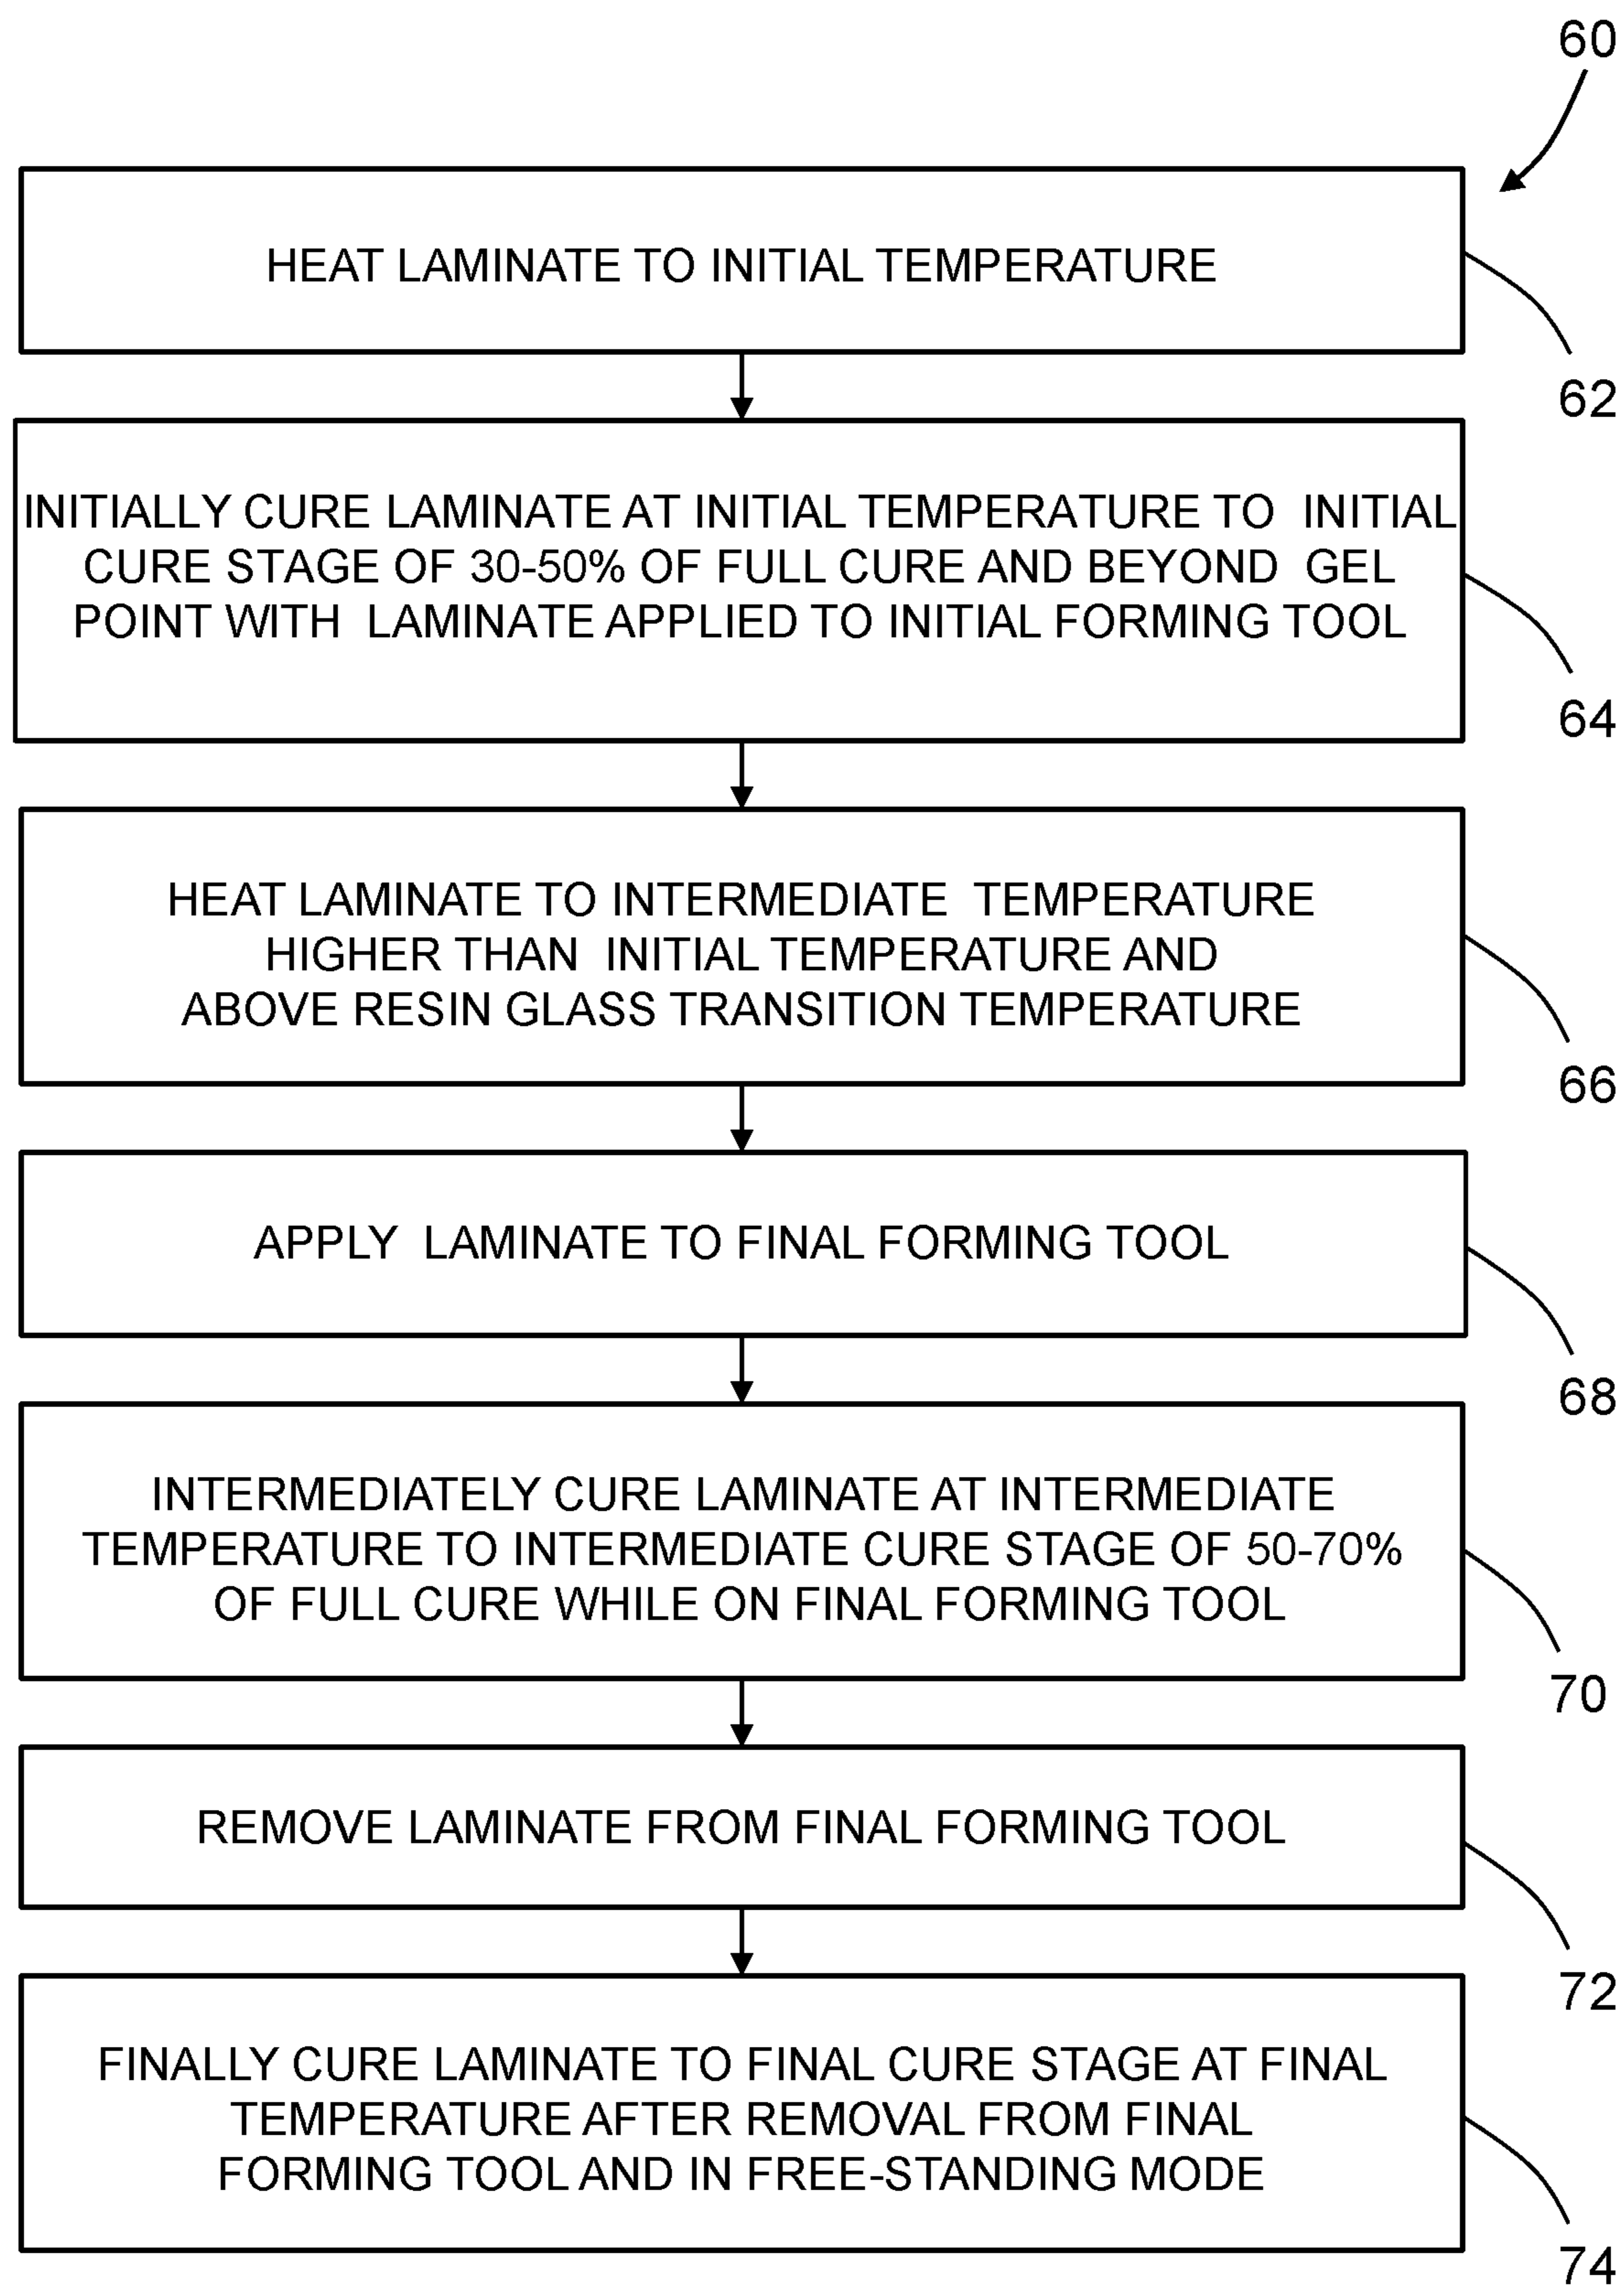 60
HEAT LAMINATE TO INITIAL TEMPERATURE
62
INITIALLY CURE LAMINATE AT INITIAL TEMPERATURE TO INITIAL
CURE STAGE OF 30-50% OF FULL CURE AND BEYOND GEL
POINT WITH LAMINATE APPLIED TO INITIAL FORMING TOOL
64
HEAT LAMINATE TO INTERMEDIATE TEMPERATURE
HIGHER THAN INITIAL TEMPERATURE AND
ABOVE RESIN GLASS TRANSITION TEMPERATURE
66
APPLY LAMINATE TO FINAL FORMING TOOL
68
INTERMEDIATELY CURE LAMINATE AT INTERMEDIATE
TEMPERATURE TO INTERMEDIATE CURE STAGE OF 50-70%
OF FULL CURE WHILE ON FINAL FORMING TOOL
70
REMOVE LAMINATE FROM FINAL FORMING TOOL
72
FINALLY CURE LAMINATE TO FINAL CURE STAGE AT FINAL
TEMPERATURE AFTER REMOVAL FROM FINAL
FORMING TOOL AND IN FREE-STANDING MODE
74